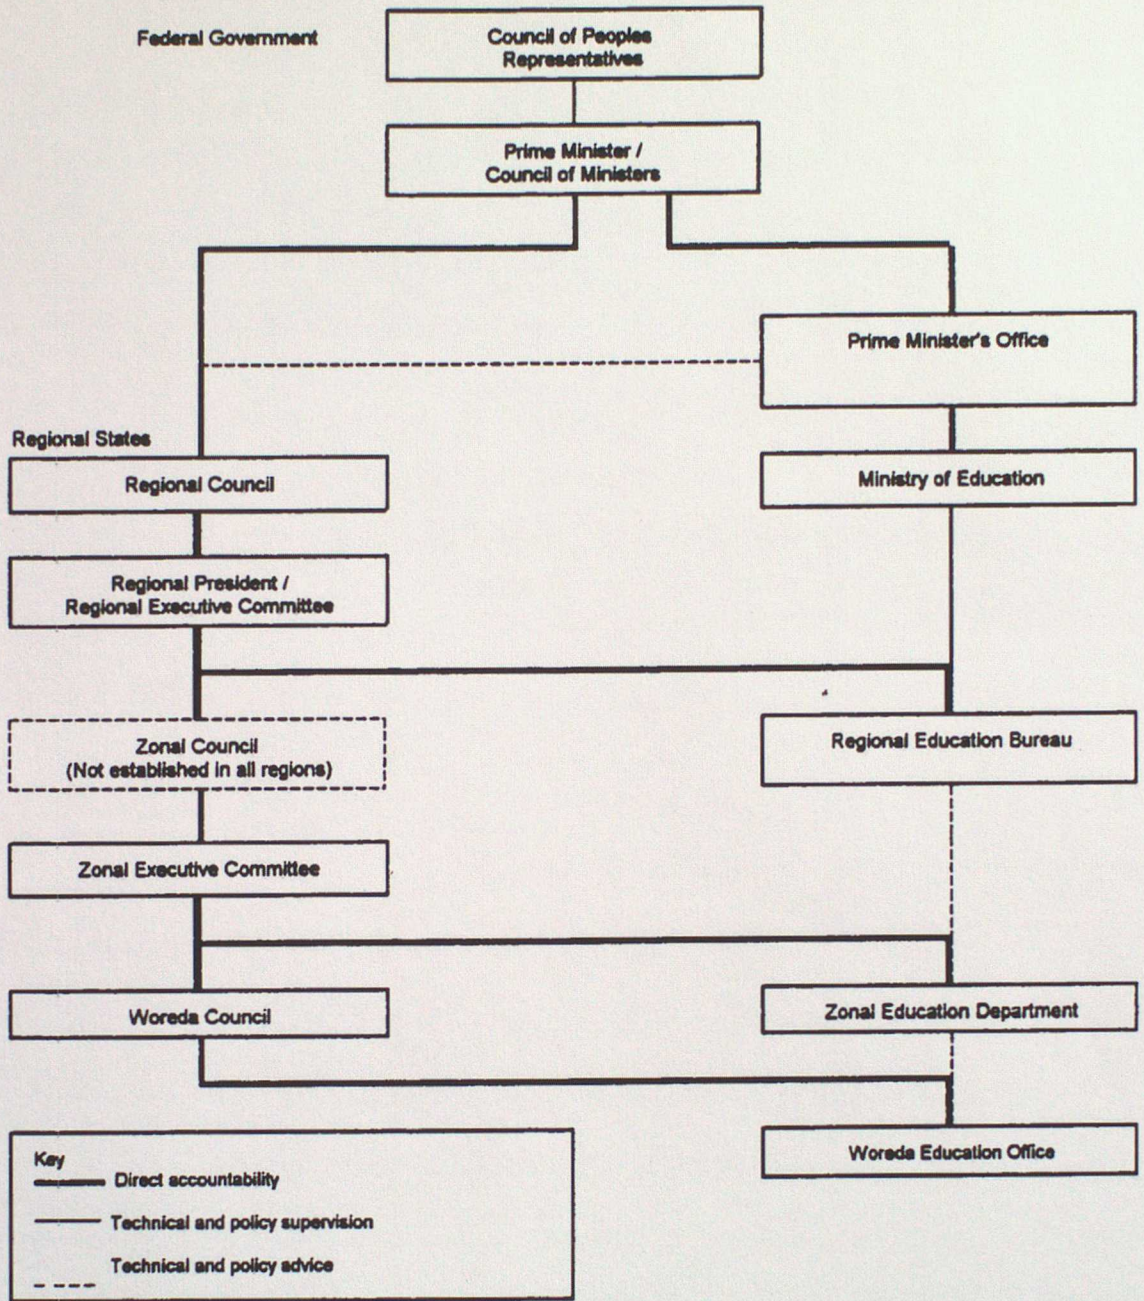 Federal Government
Council of Peoples
Representatives
Prime Minister /
Council of Ministers
Prime Minister's Office
Regional States
Regional Council
Ministry of Education
Regional President /
Regional Executive Committee
Zonal Council
(Not established in all regions)
Regional Education Bureau
Zonal Executive Committee
Woreda Council
Zonal Education Department
Woreda Education Office
Key
Direct accountability
Technical and policy supervision
Technical and policy advice